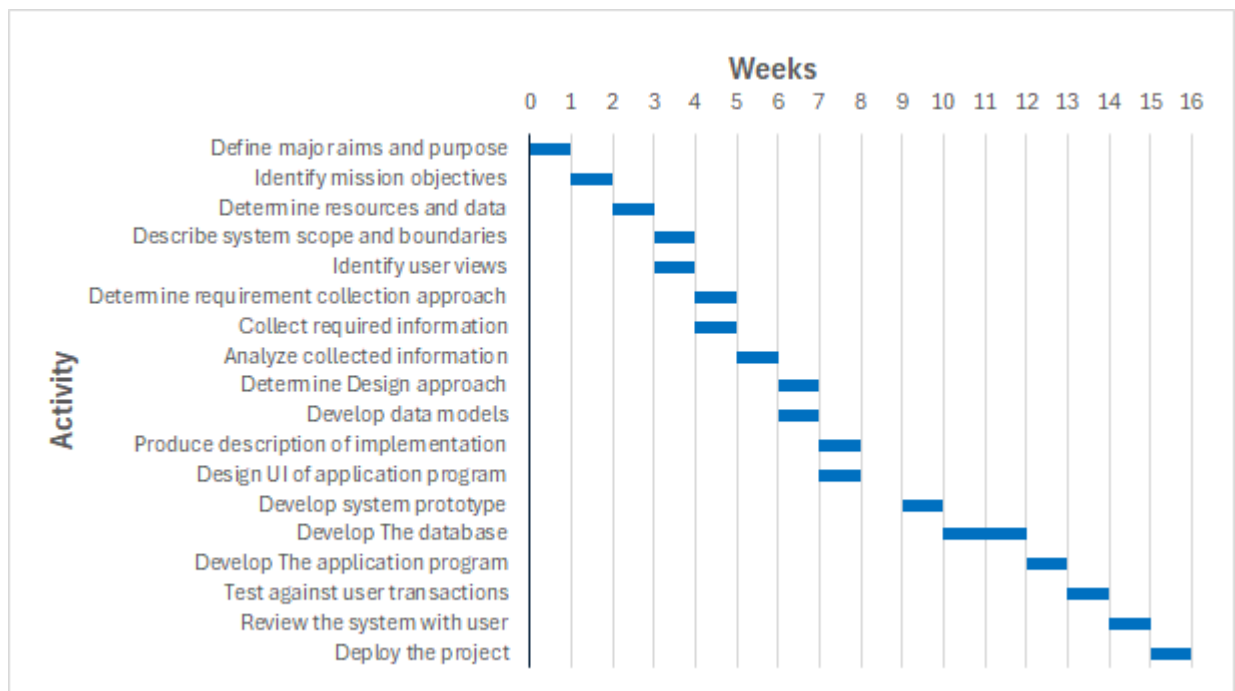 Weeks
0 1 2 3 4 5 6 7 8 9 10 11 12 13 14 15 16
Activity
Define major aims and purpose
Identify mission objectives
Determine resources and data
Describe system scope and boundaries
Identify user views
Determine requirement collection approach
Collect required information
Analyze collected information
Determine Design approach
Develop data models
Produce description of implementation
Design UI of application program
Develop system prototype
Develop The database
Develop The application program
Test against user transactions
Review the system with user
Deploy the project